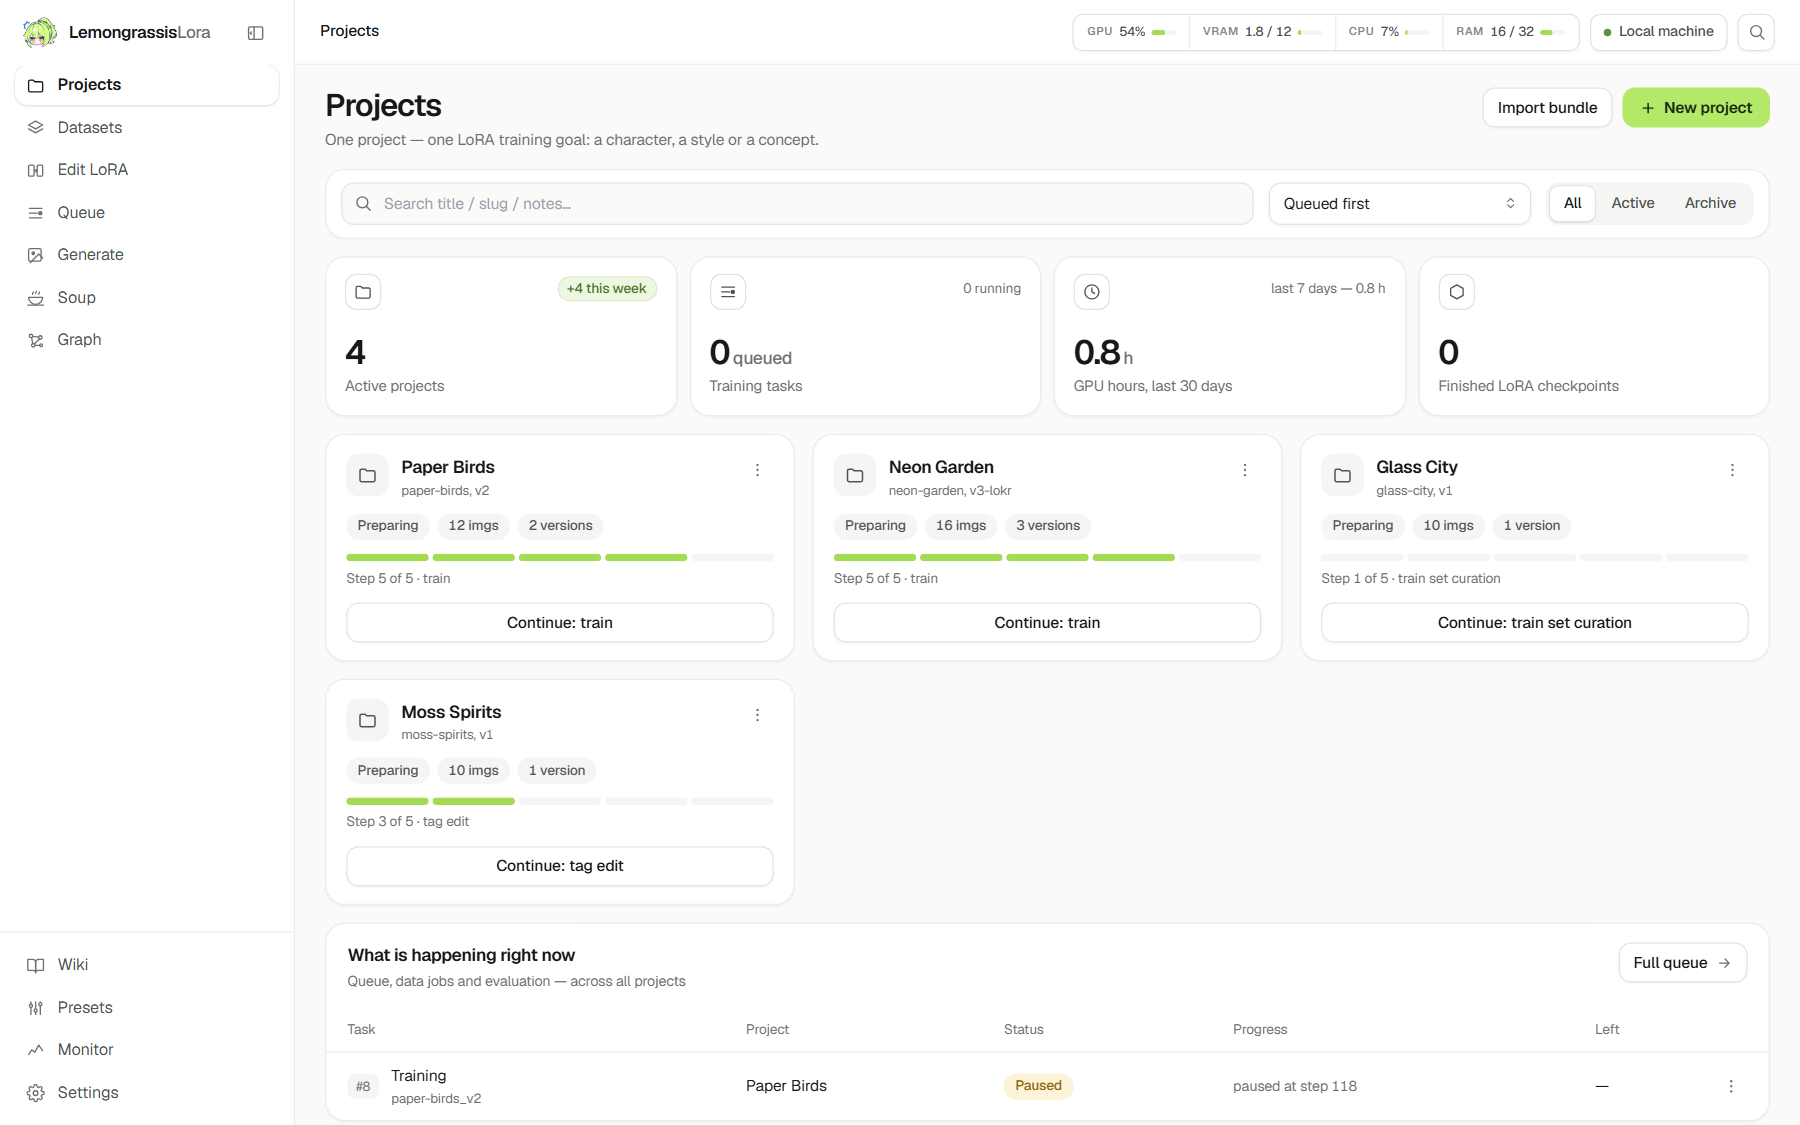 LemongrassisLora
Projects
Datasets
Edit LoRA
Queue
Generate
Soup
Graph
Wiki
Presets
Monitor
Settings
Projects
GPU 54%
VRAM 1.8 / 12
CPU 7%
RAM 16 / 32
Local machine
Projects
One project — one LoRA training goal: a character, a style or a concept.
Import bundle
+ New project
Search title / slug / notes...
Queued first
All
Active
Archive
+4 this week
4
Active projects
0 running
0 queued
Training tasks
last 7 days — 0.8 h
0.8 h
GPU hours, last 30 days
0
Finished LoRA checkpoints
Paper Birds
paper-birds, v2
Preparing
12 imgs
2 versions
Step 5 of 5 · train
Continue: train
Neon Garden
neon-garden, v3-lokr
Preparing
16 imgs
3 versions
Step 5 of 5 · train
Continue: train
Glass City
glass-city, v1
Preparing
10 imgs
1 version
Step 1 of 5 · train set curation
Continue: train set curation
Moss Spirits
moss-spirits, v1
Preparing
10 imgs
1 version
Step 3 of 5 · tag edit
Continue: tag edit
What is happening right now
Queue, data jobs and evaluation — across all projects
Full queue →
Task
Project
Status
Progress
Left
#8
Training
paper-birds_v2
Paper Birds
Paused
paused at step 118
—